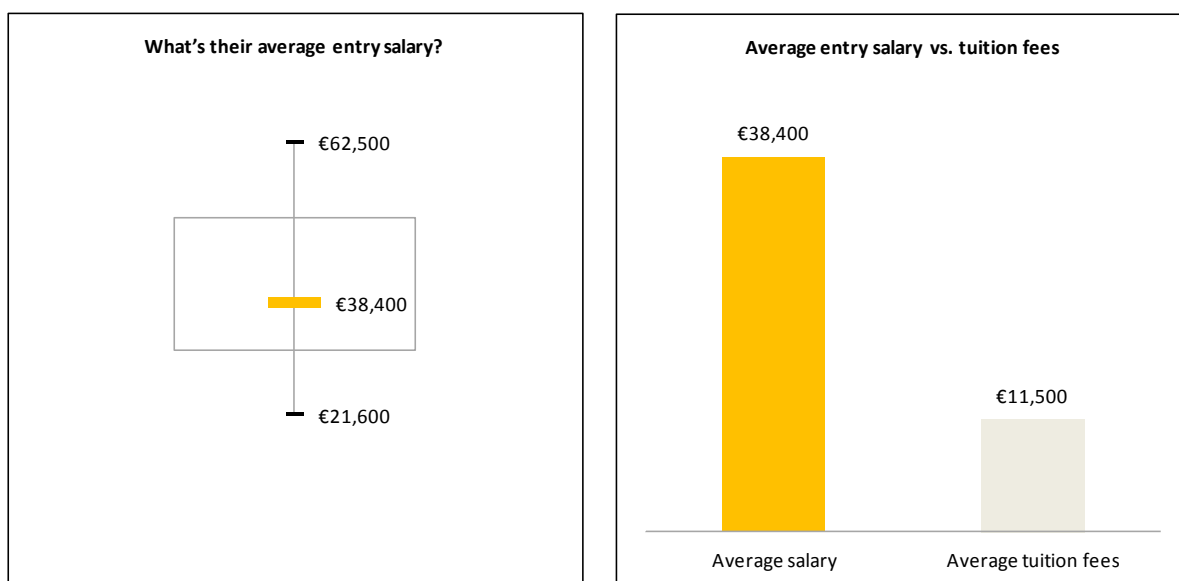 What's their average entry salary?
€62,500
€38,400
€21,600
Average entry salary vs. tuition fees
€38,400
€11,500
Average salary
Average tuition fees